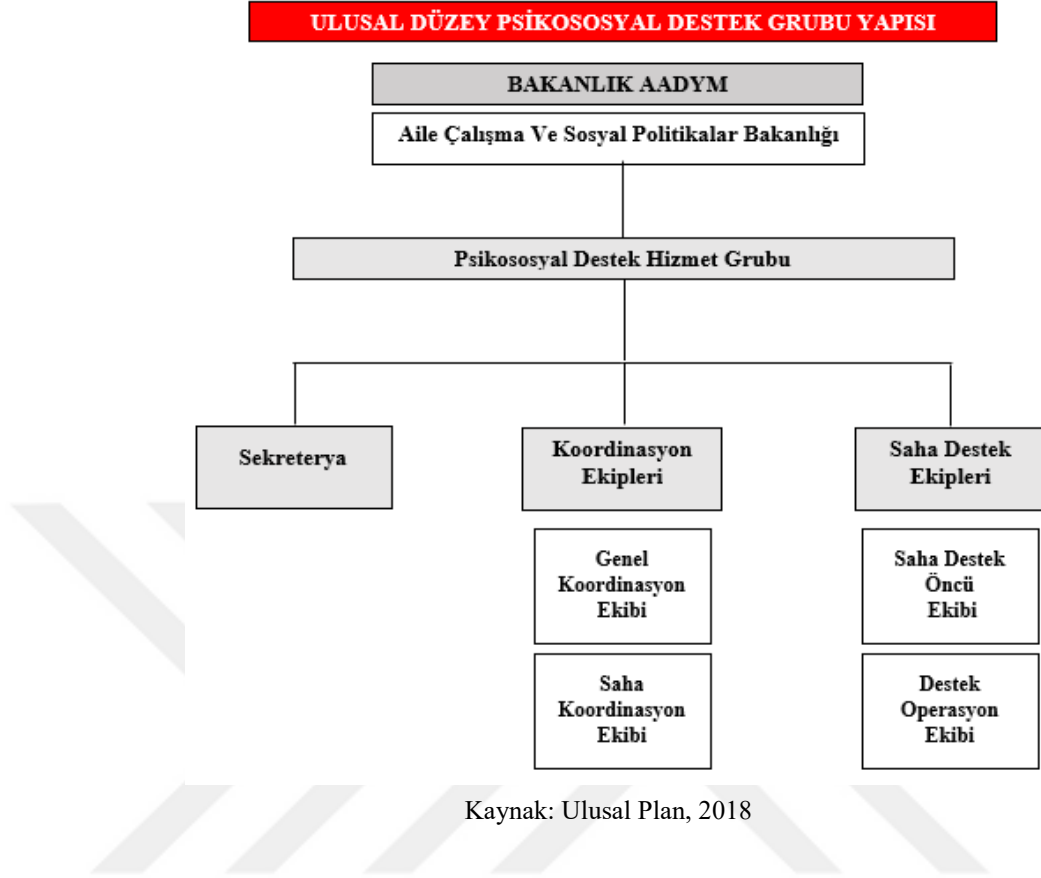 ULUSAL DÜZEY PSİKOSOSYAL DESTEK GRUBU YAPISI
BAKANLIK AADYM
Aile Çalışma Ve Sosyal Politikalar Bakanlığı
Psikososyal Destek Hizmet Grubu
Sekreterya
Koordinasyon
Ekipleri
Saha Destek
Ekipleri
Genel
Koordinasyon
Ekibi
Saha Destek
Öncü
Ekibi
Saha
Koordinasyon
Ekibi
Destek
Operasyon
Ekibi
Kaynak: Ulusal Plan, 2018